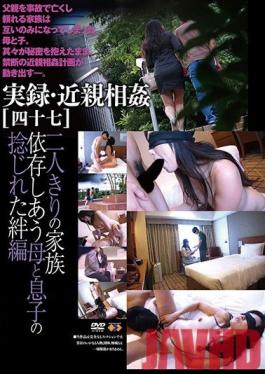 父親を事故で亡くし
頼れる家族は
互いのみになってしまった
母と子。
其々が秘密を抱えたまま、
禁断の近親相姦計画が
動き出す―。
実録・近親相姦
[四十七]
二人きりの家族
依存しあう母と息子の
捻じれた絆編
DVD
JAVHD